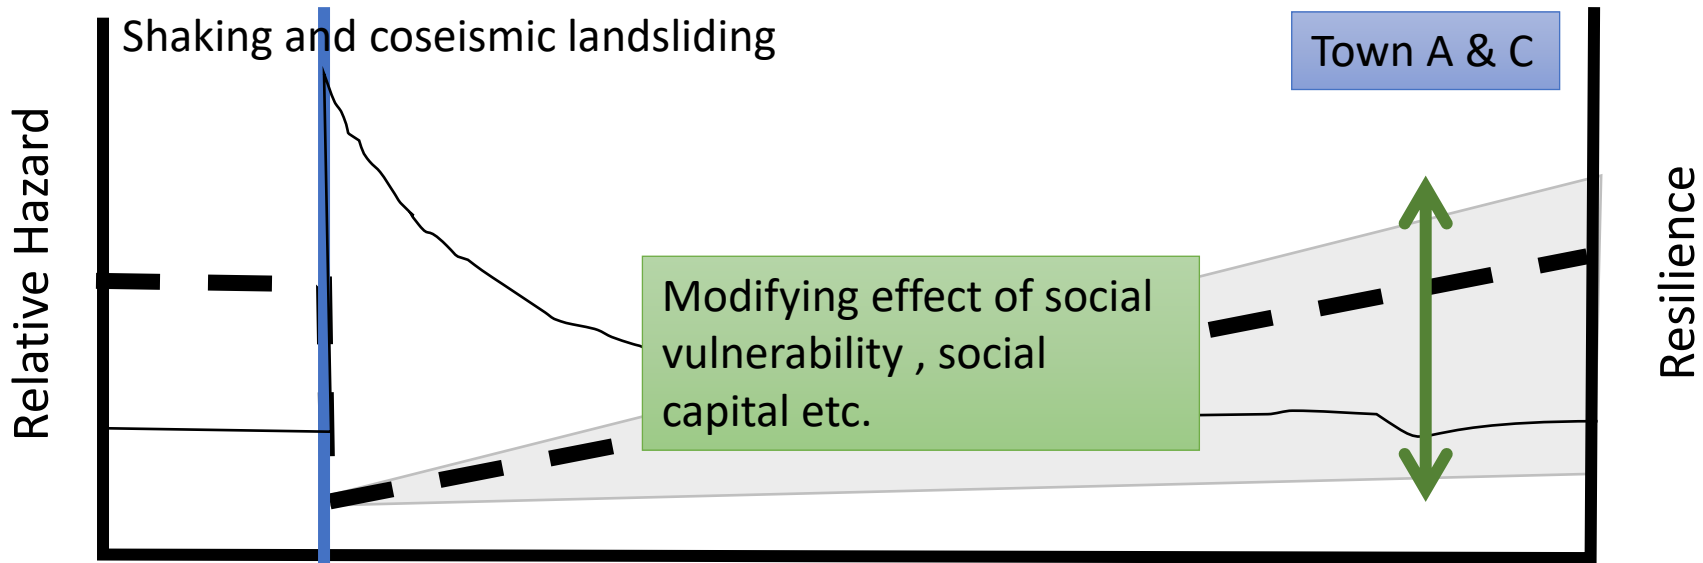 Shaking and coseismic landsliding
Town A & C
Relative Hazard
Modifying effect of social
vulnerability , social
capital etc.
Resilience